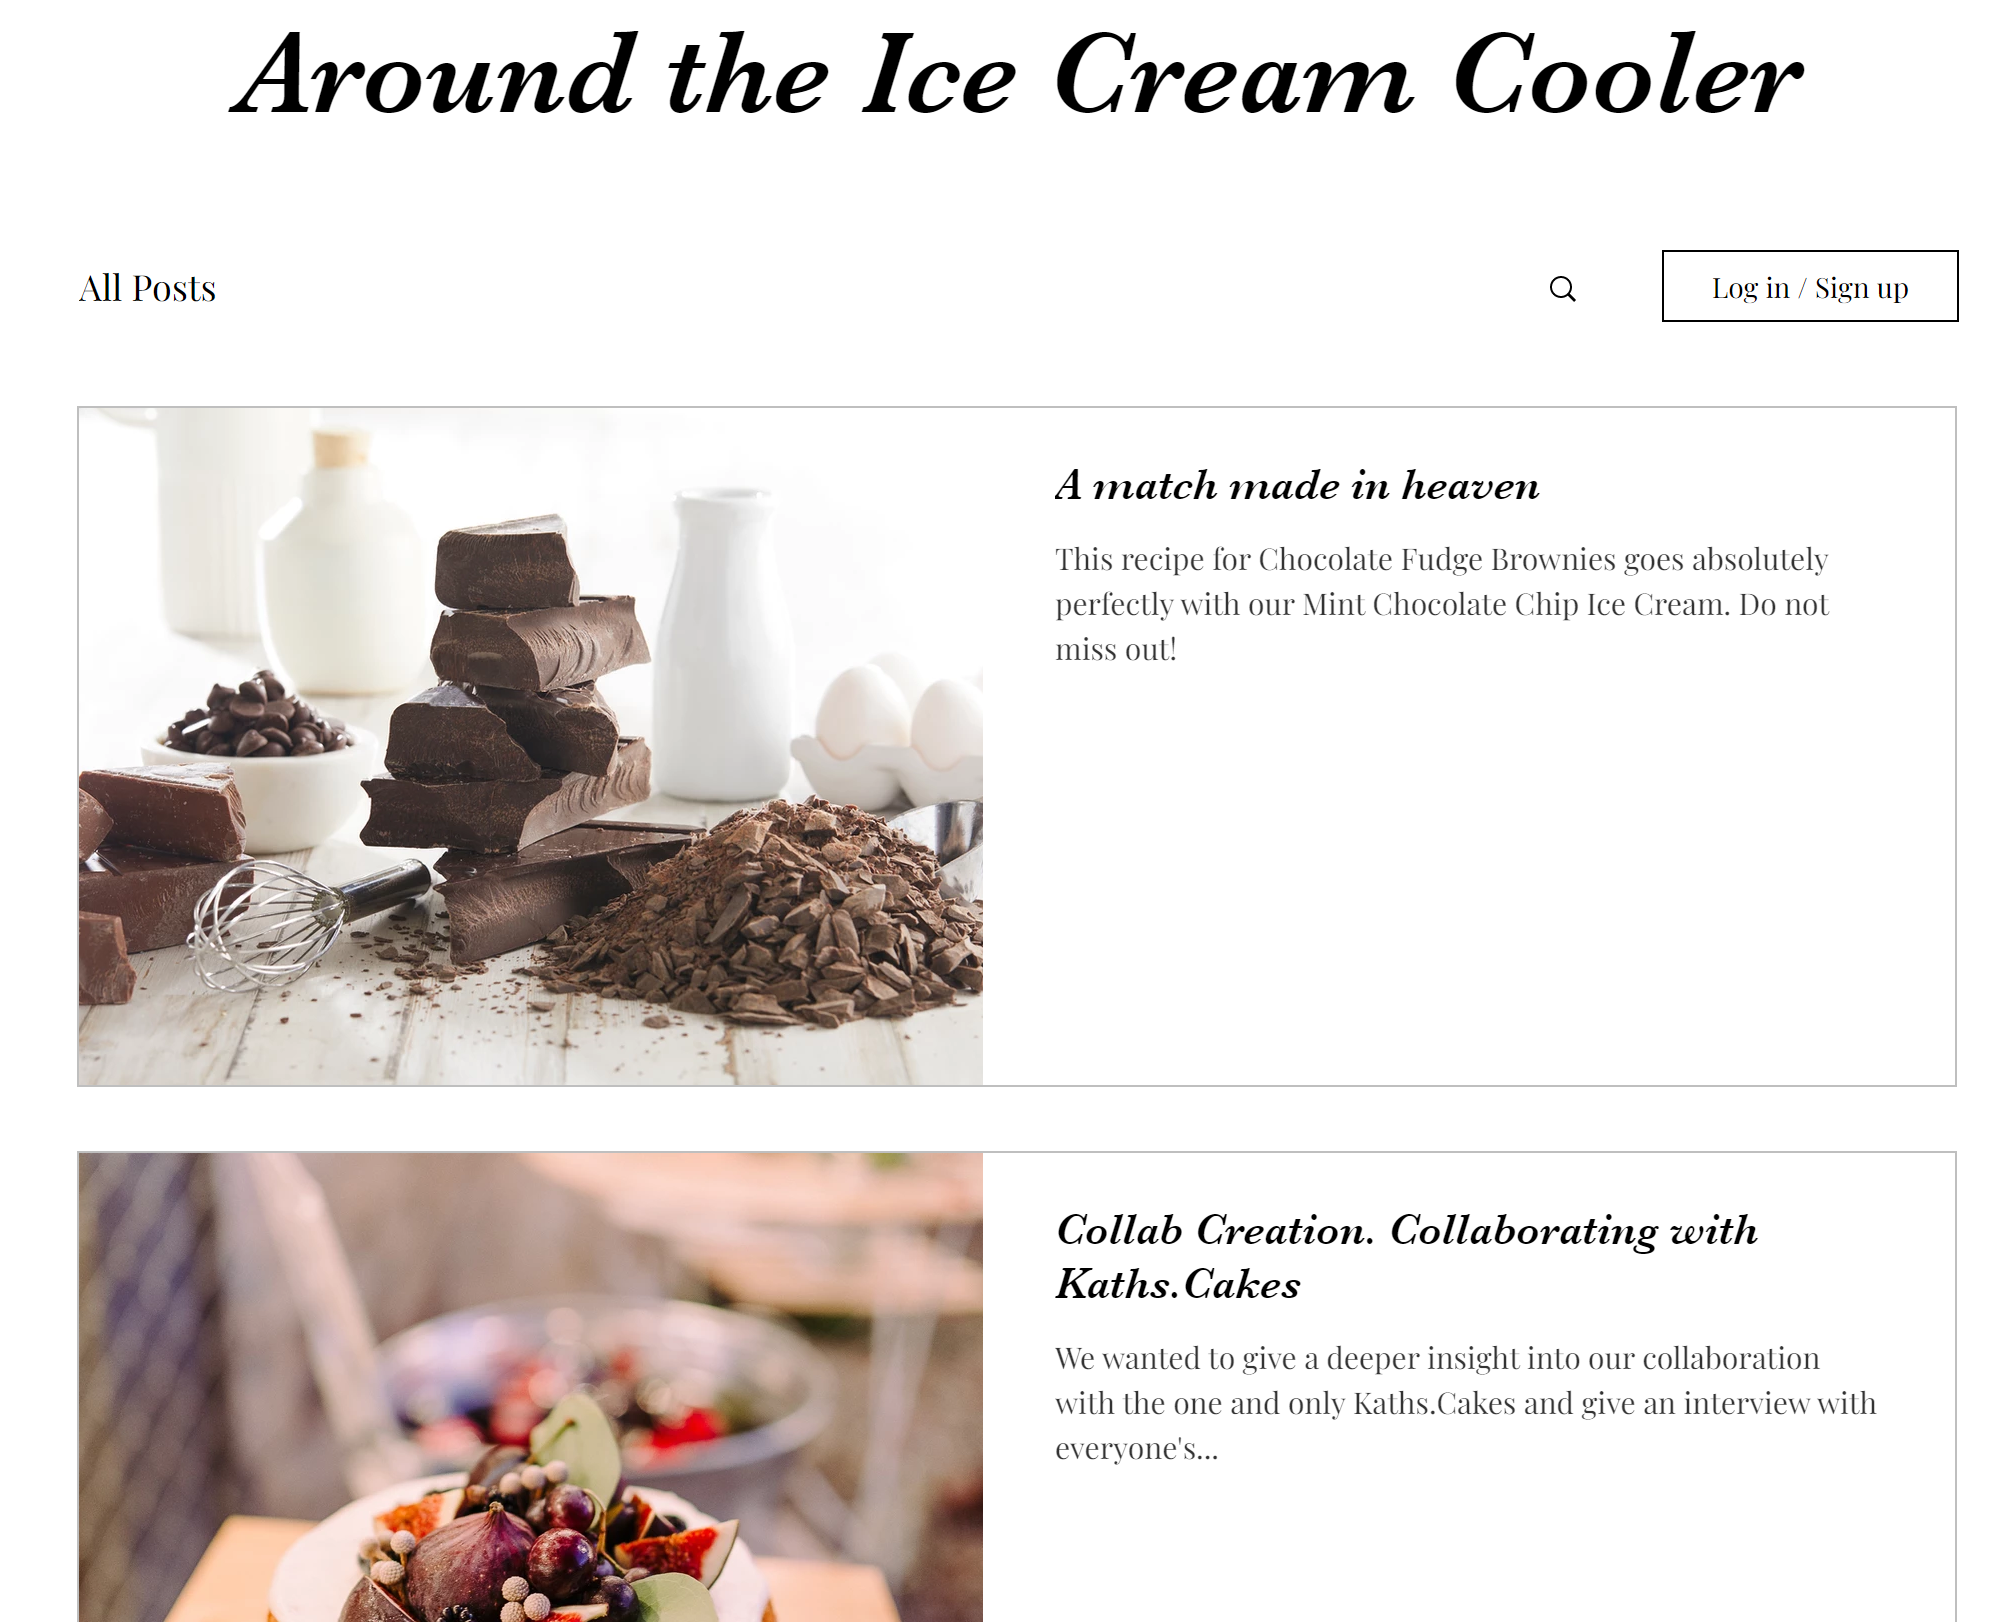 Around the Ice Cream Cooler
All Posts
Log in / Sign up
A match made in heaven
This recipe for Chocolate Fudge Brownies goes absolutely
perfectly with our Mint Chocolate Chip Ice Cream. Do not
miss out!
Collab Creation. Collaborating with
Kaths.Cakes
We wanted to give a deeper insight into our collaboration
with the one and only Kaths.Cakes and give an interview with
everyone's...